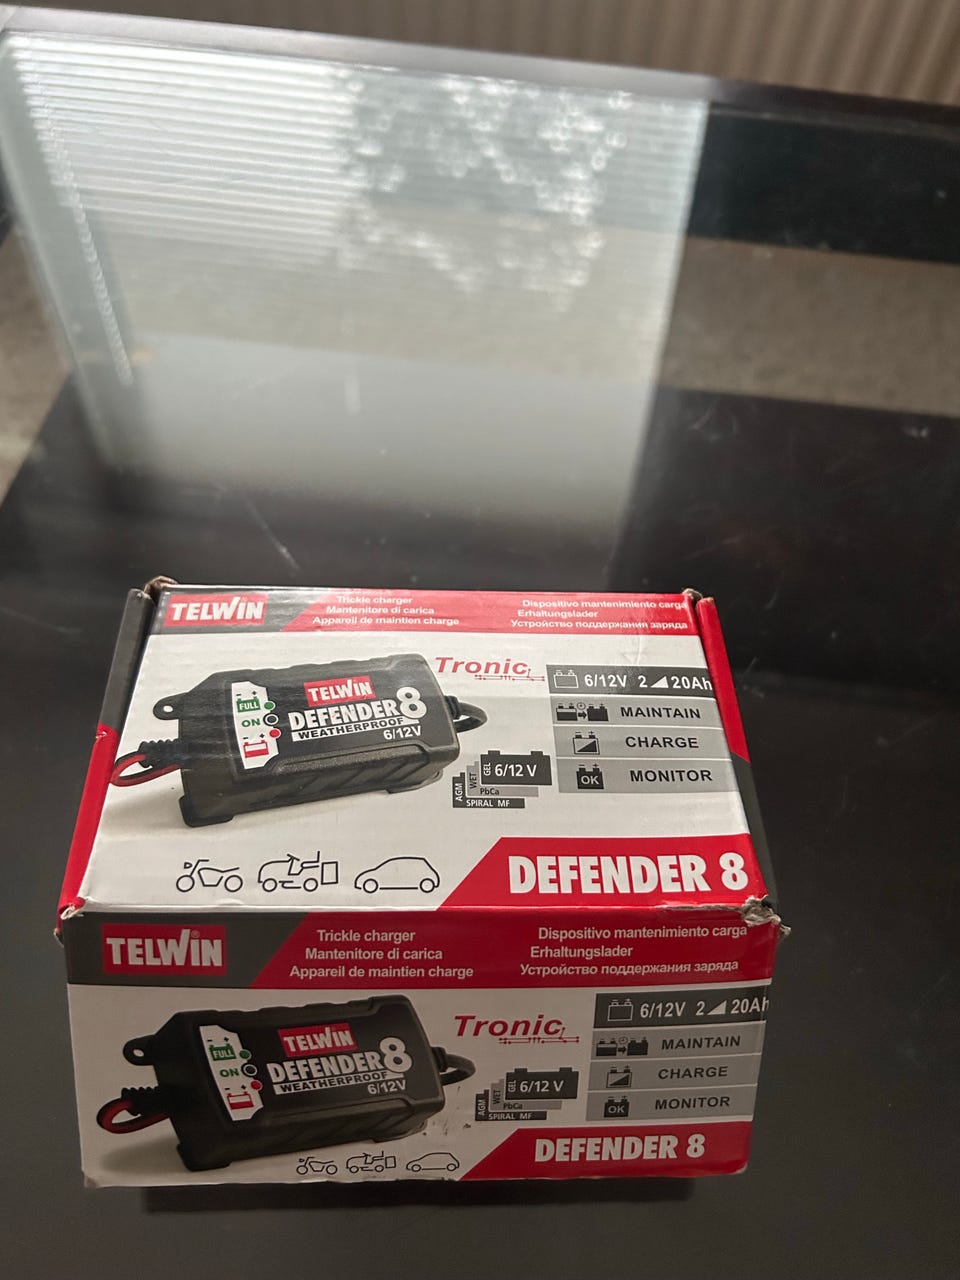 TELWIN
Trickle charger
Mantenitore di carica
Appareil de maintien charge
Dispositivo mantenimiento carga
Erhaltungslader
Устройство поддержания заряда
Tronic
6/12V 2 20Ah
MAINTAIN
CHARGE
OK MONITOR
TELWIN
DEFENDER 8
WEATHERPROOF
6/12V
FULL
ON
GEL 6/12 V
WET
PbCa
AGM
SPIRAL MF
DEFENDER 8
TELWIN®
Trickle charger
Mantenitore di carica
Appareil de maintien charge
Dispositivo mantenimiento carga
Erhaltungslader
Устройство поддержания заряда
Tronic
6/12V 2 20Ah
MAINTAIN
CHARGE
OK MONITOR
TELWIN
DEFENDER 8
WEATHERPROOF
6/12V
FULL
ON
GEL 6/12 V
WET
PbCa
AGM
SPIRAL MF
DEFENDER 8